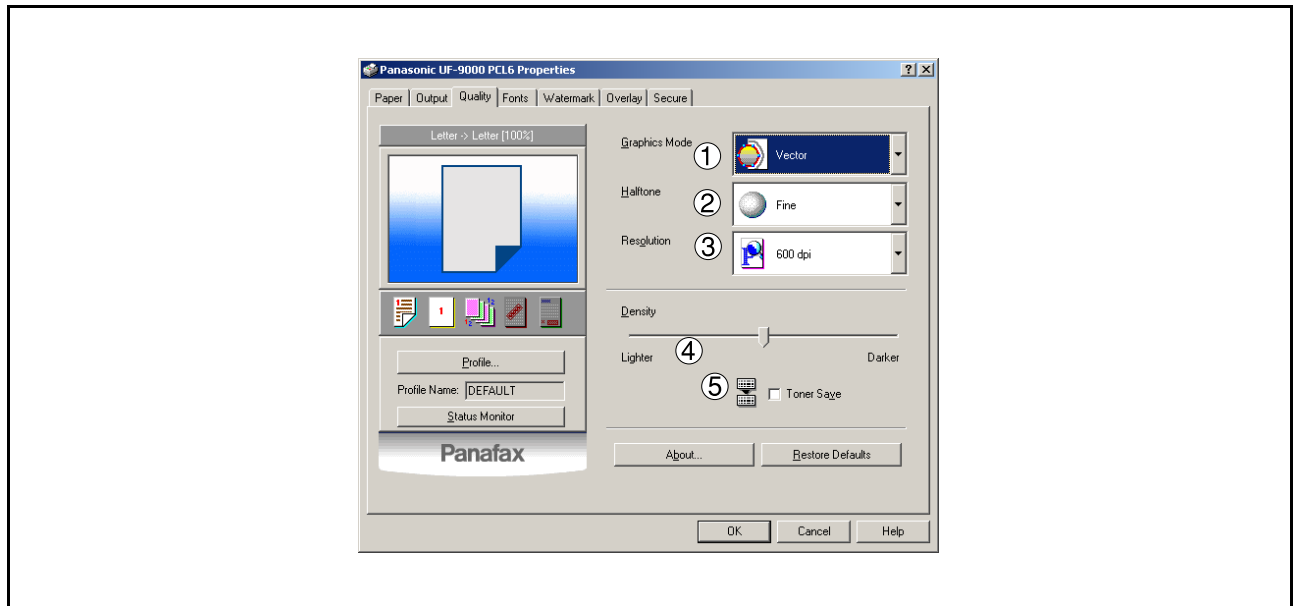 Panasonic UF-9000 PCL6 Properties
Paper Output Quality Fonts Watermark Overlay Secure
Letter -> Letter [100%]
Graphics Mode ① Vector
Halftone ② Fine
Resolution ③ 600 dpi
Density
Lighter ④ Darker
⑤ Toner Save
Profile...
Profile Name: DEFAULT
Status Monitor
Panafax
About... Restore Defaults
OK Cancel Help